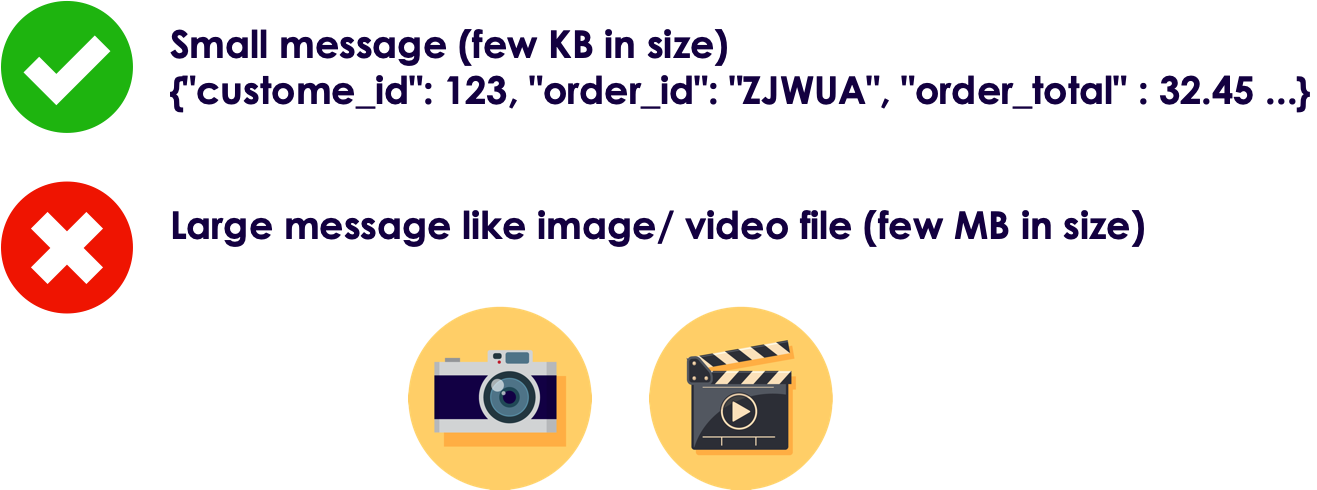 Small message (few KB in size)
{"custome_id": 123, "order_id": "ZJWUA", "order_total" : 32.45 ...}
Large message like image/ video file (few MB in size)